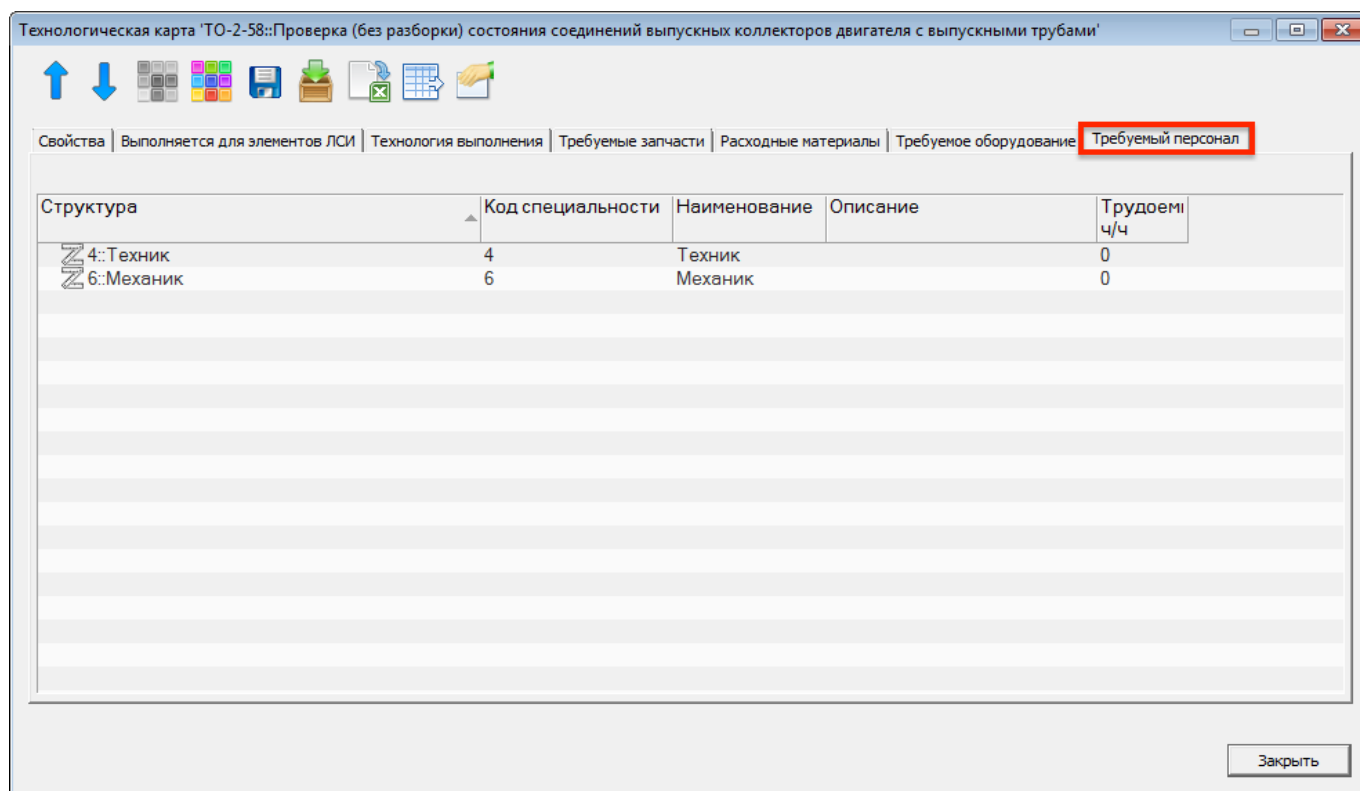 Технологическая карта 'ТО-2-58::Проверка (без разборки) состояния соединений выпускных коллекторов двигателя с выпускными трубами'
Свойства Выполняется для элементов ЛСИ Технология выполнения Требуемые запчасти Расходные материалы Требуемое оборудование Требуемый персонал
Структура Код специальности Наименование Описание Трудоем
ч/ч
4::Техник 4 Техник 0
6::Механик 6 Механик 0
Закрыть